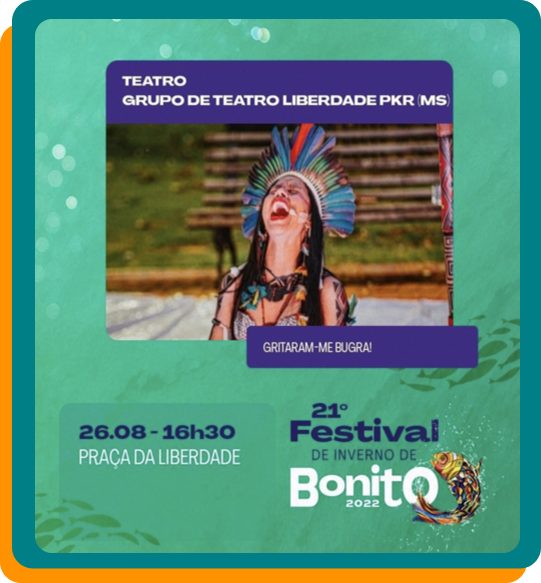 TEATRO
GRUPO DE TEATRO LIBERDADE PKR (MS)
GRITARAM-ME BUGRA!
26.08 - 16h30
PRAÇA DA LIBERDADE
21º
Festival
DE INVERNO DE
Bonito
2022